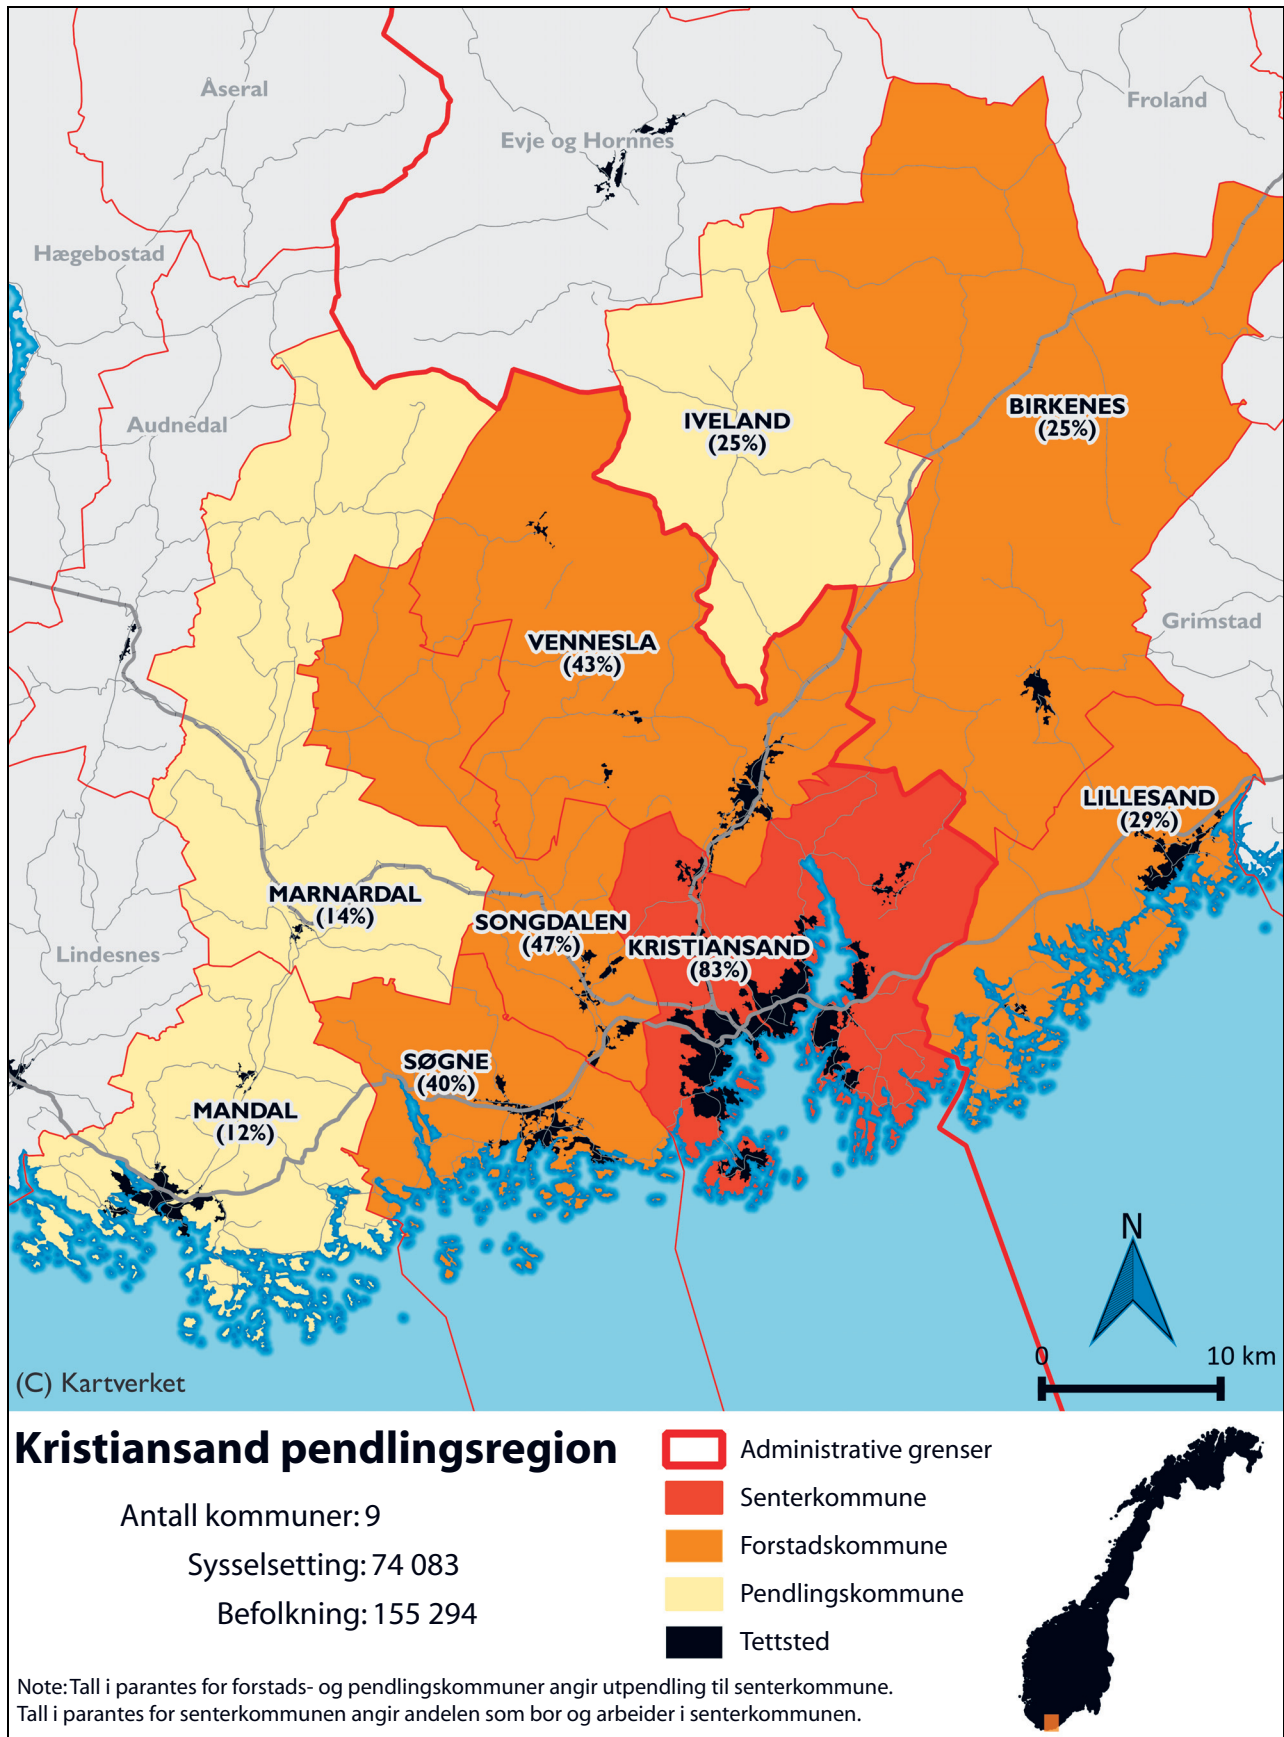 Åseral
Froland
Evje og Hornnes
Hægebostad
Audnedal
IVELAND
(25%)
BIRKENES
(25%)
Grimstad
VENNESLA
(43%)
LILLESAND
(29%)
MARNARDAL
(14%)
SONGDALEN
(47%)
KRISTIANSAND
(83%)
Lindesnes
SØGNE
(40%)
MANDAL
(12%)
N
0 10 km
(C) Kartverket
Kristiansand pendlingsregion
Antall kommuner: 9
Sysselsetting: 74 083
Befolkning: 155 294
Administrative grenser
Senterkommune
Forstadskommune
Pendlingskommune
Tettsted
Note: Tall i parantes for forstads- og pendlingskommuner angir utpendling til senterkommune.
Tall i parantes for senterkommunen angir andelen som bor og arbeider i senterkommunen.